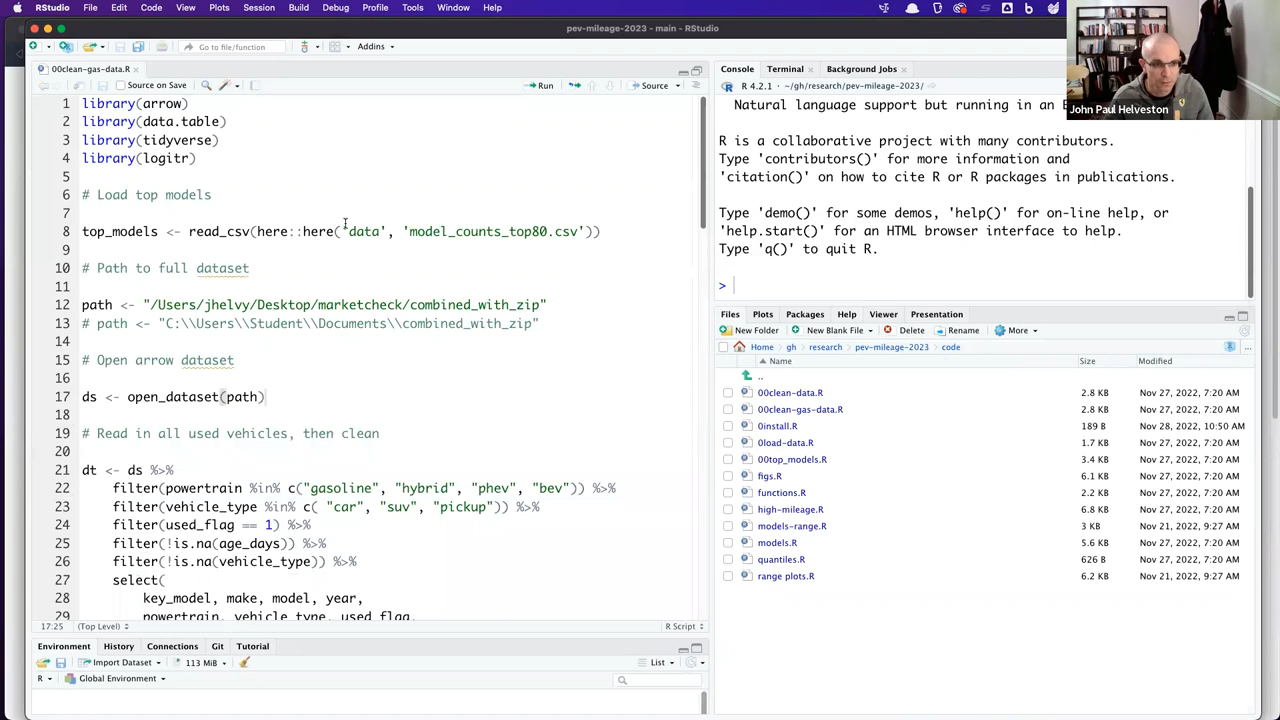 RStudio File Edit Code View Plots Session Build Debug Profile Tools Window Help
pev-mileage-2023 - main - RStudio
Go to file/function
Addins
00clean-gas-data.R
Source on Save
Run
Source
1 library(arrow)
2 library(data.table)
3 library(tidyverse)
4 library(logitr)
5
6 # Load top models
7
8 top_models <- read_csv(here::here('data', 'model_counts_top80.csv'))
9
10 # Path to full dataset
11
12 path <- "/Users/jhelvy/Desktop/marketcheck/combined_with_zip"
13 # path <- "C:\\Users\\Student\\Documents\\combined_with_zip"
14
15 # Open arrow dataset
16
17 ds <- open_dataset(path)
18
19 # Read in all used vehicles, then clean
20
21 dt <- ds %>%
22 filter(powertrain %in% c("gasoline", "hybrid", "phev", "bev")) %>%
23 filter(vehicle_type %in% c( "car", "suv", "pickup")) %>%
24 filter(used_flag == 1) %>%
25 filter(!is.na(age_days)) %>%
26 filter(!is.na(vehicle_type)) %>%
27 select(
28 key_model, make, model, year,
29 powertrain, vehicle_type, used_flag,
17:25 (Top Level) R Script
Environment History Connections Git Tutorial
Import Dataset 113 MiB List
R Global Environment
Console Terminal Background Jobs
R 4.2.1 · ~/gh/research/pev-mileage-2023/
Natural language support but running in an
R is a collaborative project with many contributors.
Type 'contributors()' for more information and
'citation()' on how to cite R or R packages in publications.
Type 'demo()' for some demos, 'help()' for on-line help, or
'help.start()' for an HTML browser interface to help.
Type 'q()' to quit R.
>
Files Plots Packages Help Viewer Presentation
New Folder New Blank File Delete Rename More
Home gh research pev-mileage-2023 code
Name Size Modified
..
00clean-data.R 2.8 KB Nov 27, 2022, 7:20 AM
00clean-gas-data.R 2.8 KB Nov 27, 2022, 7:20 AM
0install.R 189 B Nov 28, 2022, 10:50 AM
0load-data.R 1.7 KB Nov 27, 2022, 7:20 AM
00top_models.R 3.4 KB Nov 27, 2022, 7:20 AM
figs.R 6.1 KB Nov 27, 2022, 7:20 AM
functions.R 2.2 KB Nov 27, 2022, 7:20 AM
high-mileage.R 6.8 KB Nov 27, 2022, 7:20 AM
models-range.R 3 KB Nov 21, 2022, 9:27 AM
models.R 5.6 KB Nov 27, 2022, 7:20 AM
quantiles.R 626 B Nov 27, 2022, 7:20 AM
range plots.R 6.2 KB Nov 21, 2022, 9:27 AM
John Paul Helveston